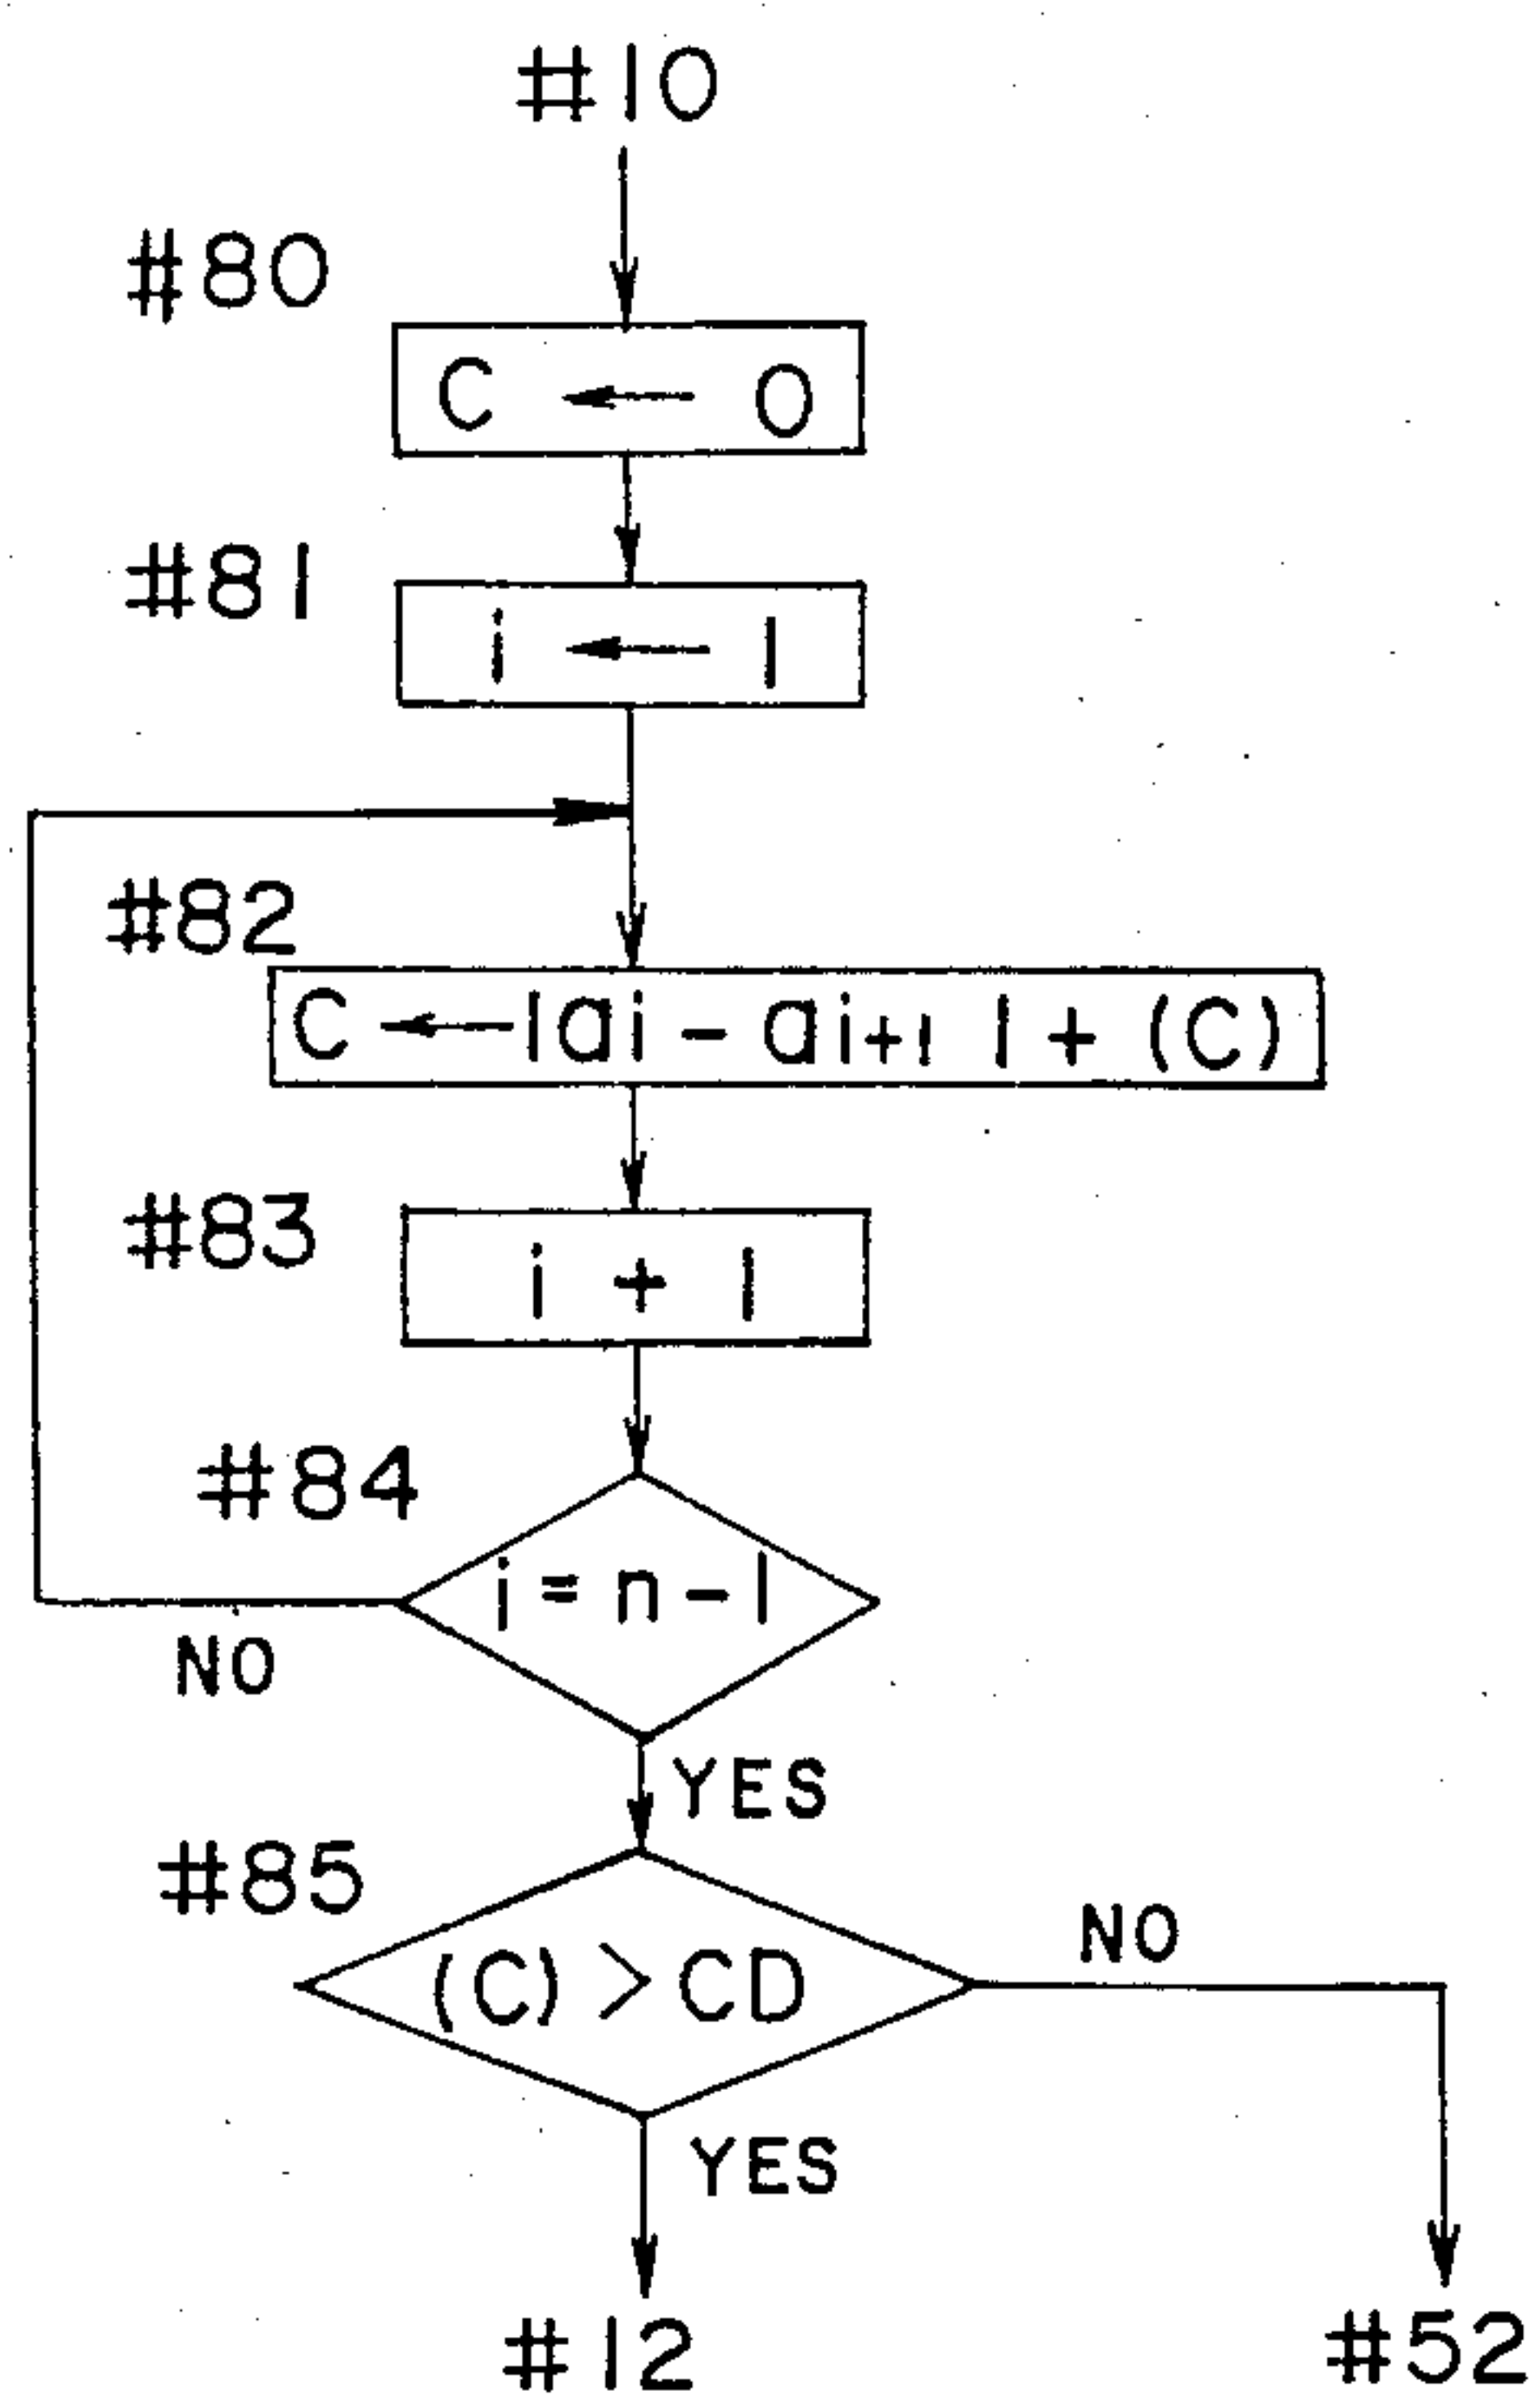 #10
#80
C ← 0
#81
i ← 1
#82
C ← |ai - ai+1| + (C)
#83
i + 1
#84
i = n - 1
NO
YES
#85
(C) > CD
NO
YES
#12
#52